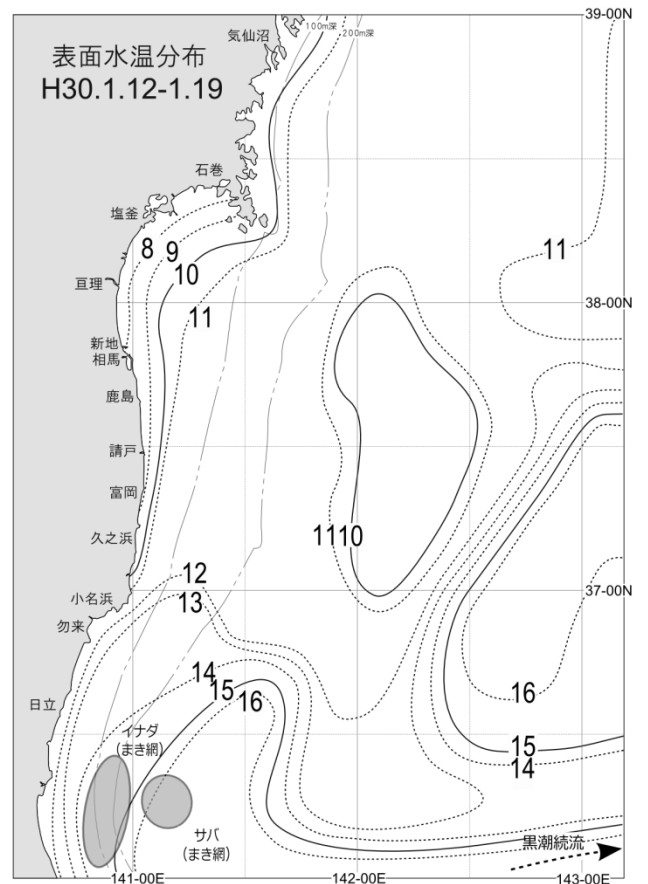 表面水温分布
H30.1.12-1.19
気仙沼
100m深
200m深
39-00N
石巻
塩釜
8
9
10
11
11
亘理
38-00N
新地
相馬
鹿島
請戸
富岡
久之浜
11
10
12
13
37-00N
小名浜
勿来
14
15
16
16
日立
イナダ
(まき網)
15
14
サバ
(まき網)
黒潮続流
141-00E
142-00E
143-00E